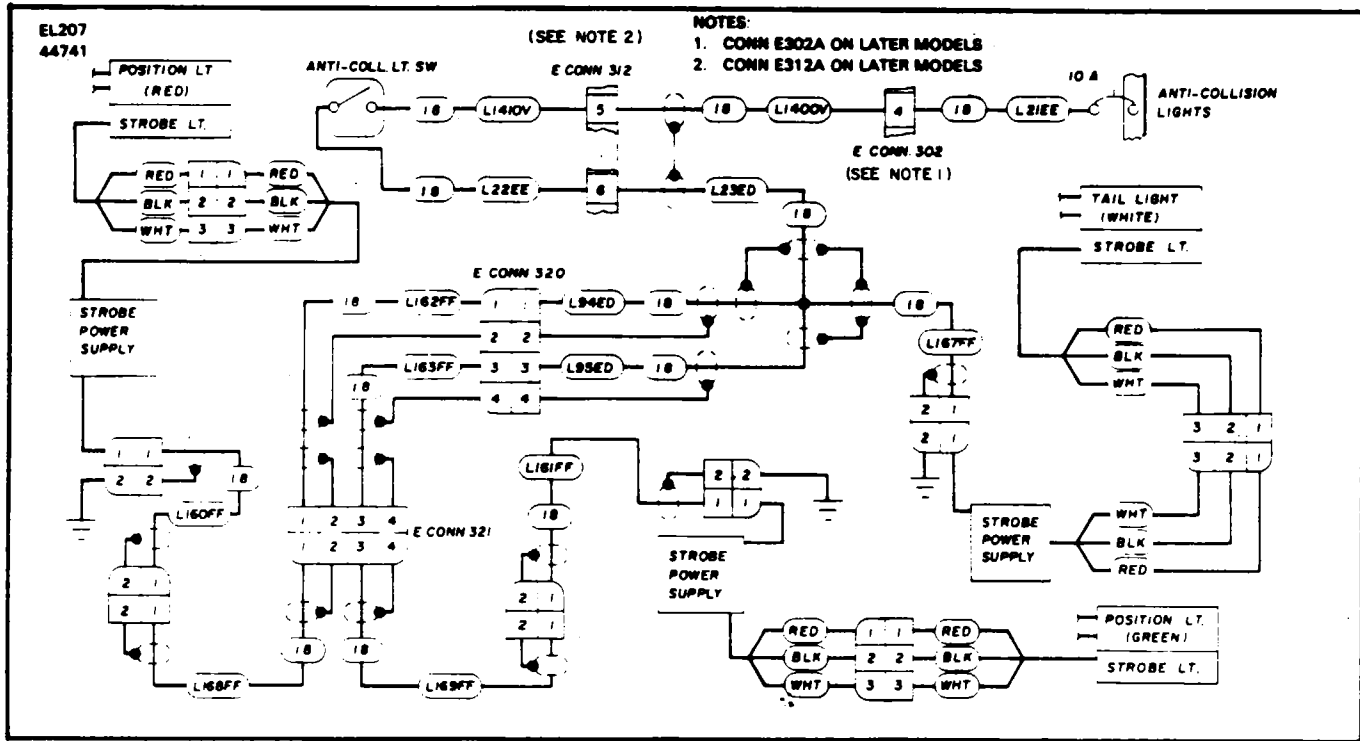 EL207
44741
(SEE NOTE 2)
NOTES:
1. CONN E302A ON LATER MODELS
2. CONN E312A ON LATER MODELS
POSITION LT
(RED)
STROBE LT.
ANTI-COLL. LT. SW
E CONN 312
10 A
ANTI-COLLISION
LIGHTS
18
L1410V
5
18
L1400V
4
18
L21EE
E CONN. 302
(SEE NOTE 1)
18
L22EE
6
L23ED
18
RED 1 1 RED
BLK 2 2 BLK
WHT 3 3 WHT
TAIL LIGHT
(WHITE)
STROBE LT.
E CONN 320
18
L162FF
1 1
L94ED
18
18
2 2
L163FF
3 3
L95ED
18
18
4 4
L167FF
2 1
2 1
STROBE
POWER
SUPPLY
RED
BLK
WHT
3 2 1
3 2 1
1 1
2 2
18
L160FF
L161FF
18
2 2
1 1
1 2 3 4
1 2 3 4
E CONN 321
STROBE
POWER
SUPPLY
STROBE
POWER
SUPPLY
WHT
BLK
RED
2 1
2 1
18
18
2 1
2 1
L168FF
L169FF
RED 1 1 RED
BLK 2 2 BLK
WHT 3 3 WHT
POSITION LT.
(GREEN)
STROBE LT.